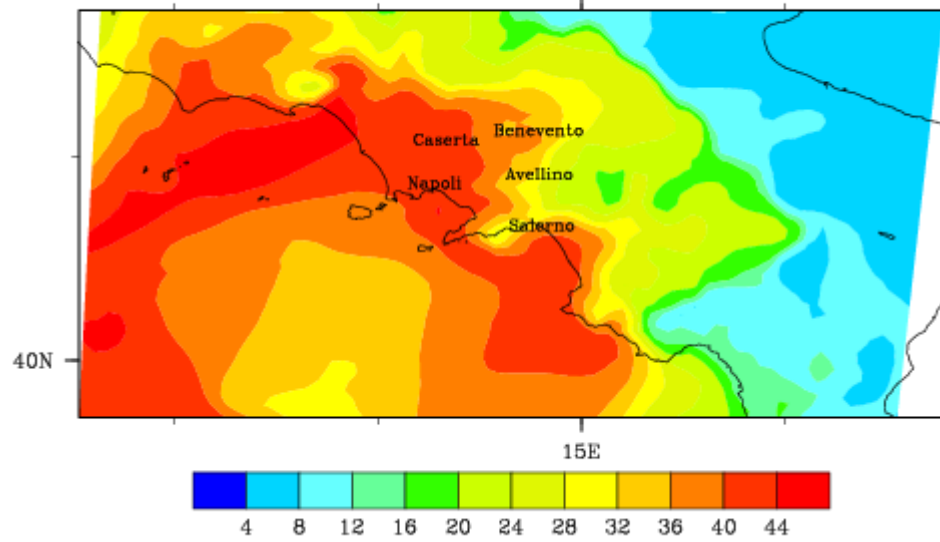 Benevento
Caserta
Avellino
Napoli
Salerno
40N
15E
4 8 12 16 20 24 28 32 36 40 44